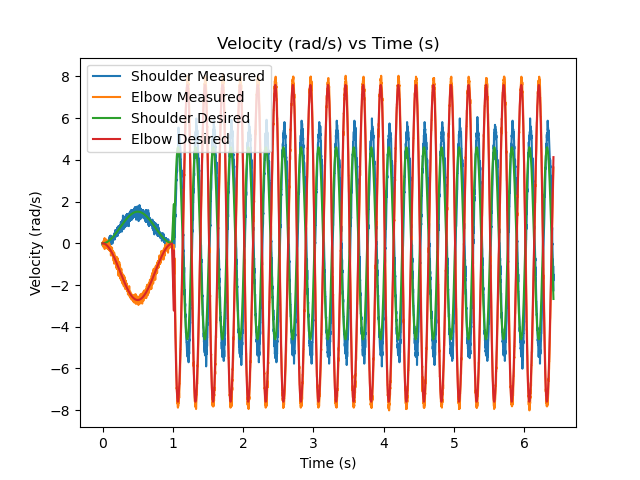 Velocity (rad/s) vs Time (s)
Shoulder Measured
Elbow Measured
Shoulder Desired
Elbow Desired
8
6
4
2
0
−2
−4
−6
−8
Velocity (rad/s)
0 1 2 3 4 5 6
Time (s)